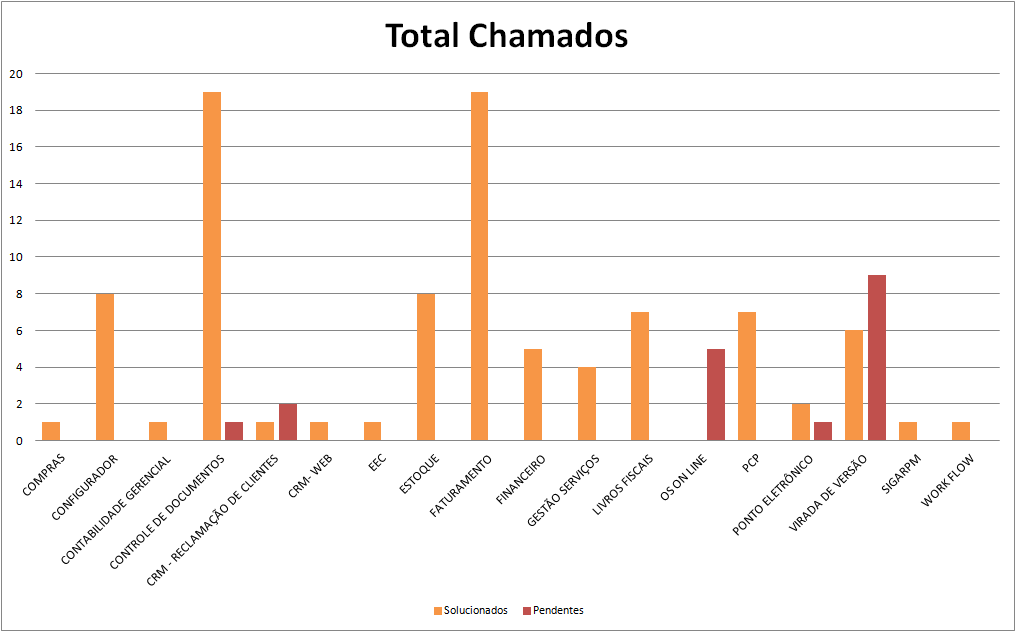 Total Chamados
20
18
16
14
12
10
8
6
4
2
0
COMPRAS
CONFIGURADOR
CONTABILIDADE GERENCIAL
CONTROLE DE DOCUMENTOS
CRM - RECLAMAÇÃO DE CLIENTES
CRM- WEB
EEC
ESTOQUE
FATURAMENTO
FINANCEIRO
GESTÃO SERVIÇOS
LIVROS FISCAIS
OS ON LINE
PCP
PONTO ELETRÔNICO
VIRADA DE VERSÃO
SIGARPM
WORK FLOW
Solucionados
Pendentes